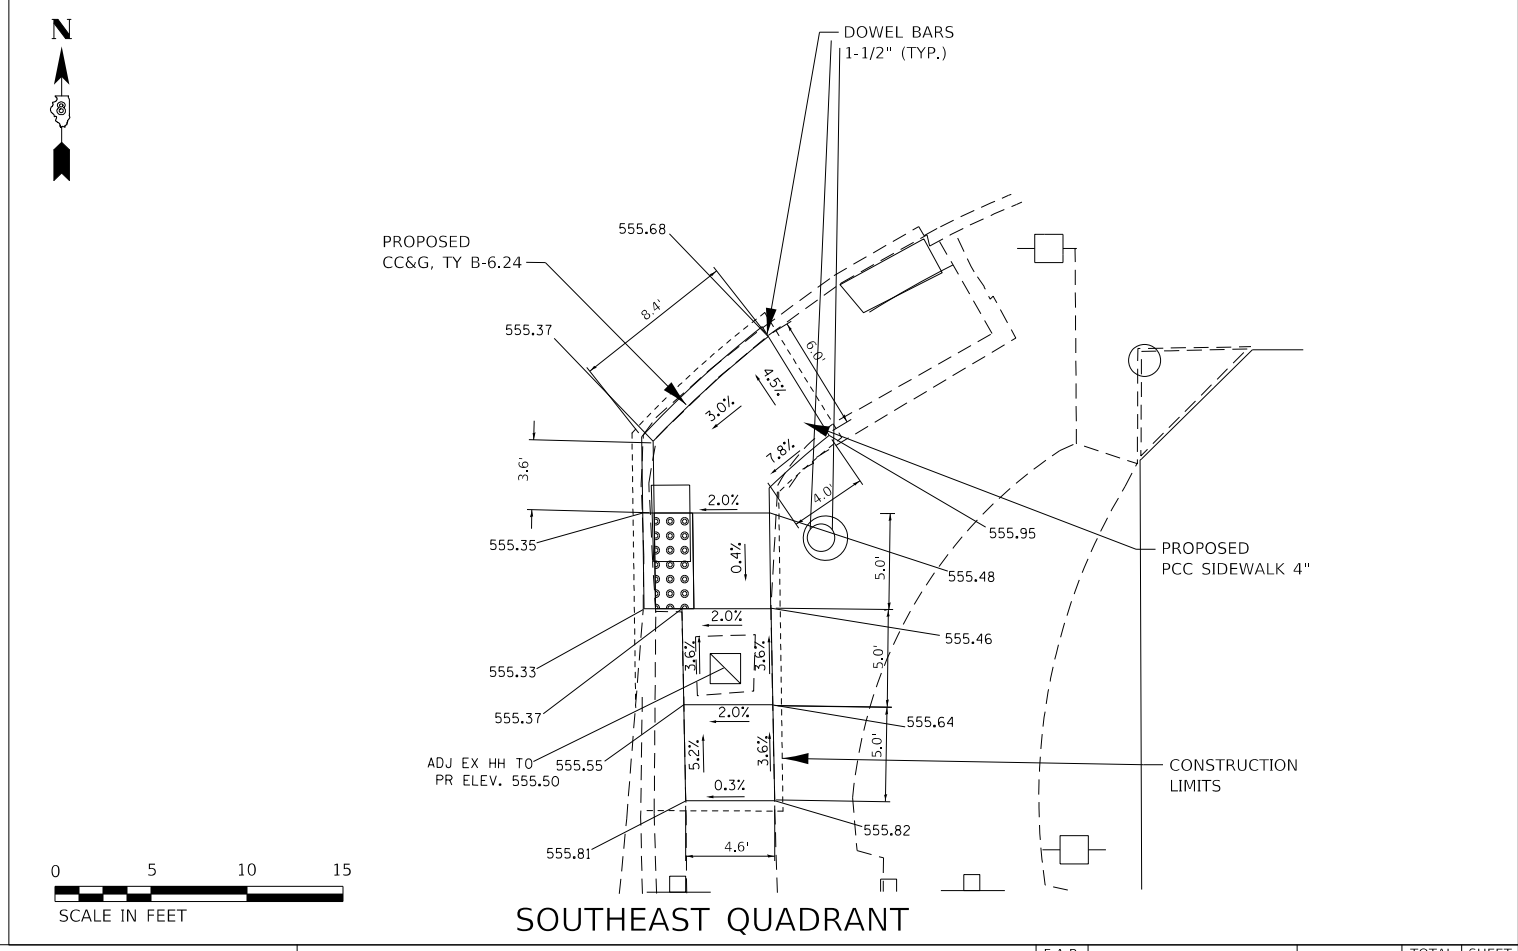 N
DOWEL BARS
1-1/2" (TYP.)
555.68
PROPOSED
CC&G, TY B-6.24
8.4'
555.37
6.0'
4.5%
3.0%
7.8%
3.6'
4.0'
2.0%
555.95
555.35
PROPOSED
PCC SIDEWALK 4"
0.4%
5.0'
555.48
2.0%
555.46
3.6%
3.6%
5.0'
555.33
555.37
2.0%
555.64
5.2%
3.6%
5.0'
ADJ EX HH TO
PR ELEV. 555.50
555.55
CONSTRUCTION
LIMITS
0.3%
555.82
4.6'
555.81
0 5 10 15
SCALE IN FEET
SOUTHEAST QUADRANT